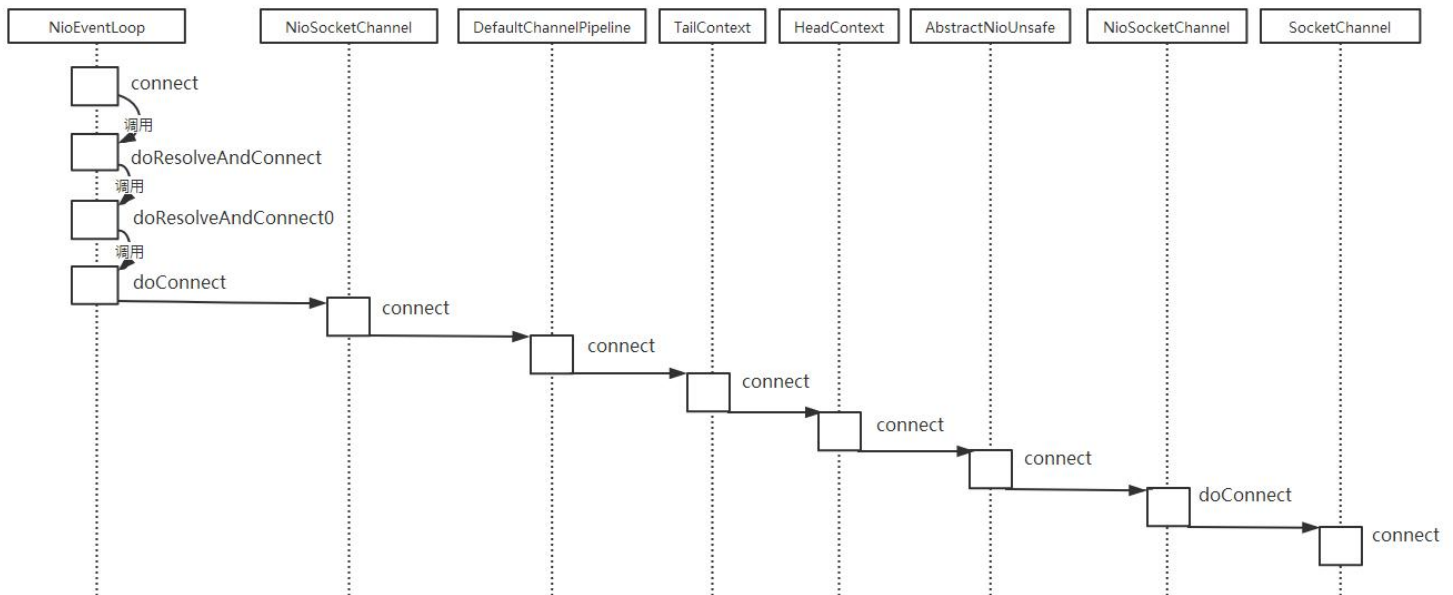 NioEventLoop
NioSocketChannel
DefaultChannelPipeline
TailContext
HeadContext
AbstractNioUnsafe
NioSocketChannel
SocketChannel
connect
调用
doResolveAndConnect
调用
doResolveAndConnect0
调用
doConnect
connect
connect
connect
connect
connect
doConnect
connect